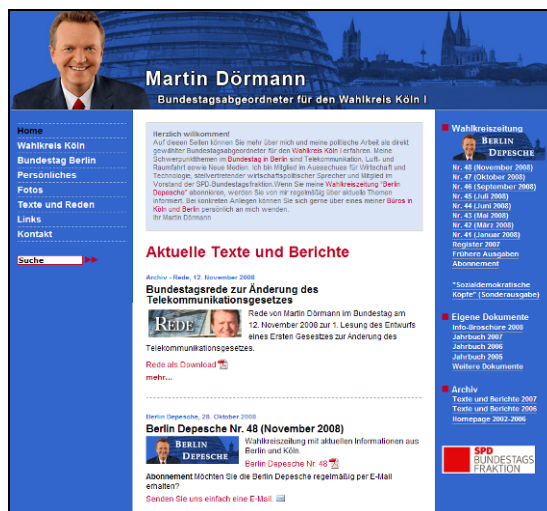 Martin Dörmann
Bundestagsabgeordneter für den Wahlkreis Köln I
Home
Wahlkreis Köln
Bundestag Berlin
Persönliches
Fotos
Texte und Reden
Links
Kontakt
Suche
Herzlich willkommen!
Auf diesen Seiten können Sie mehr über mich und meine politische Arbeit als direkt
gewählter Bundestagsabgeordneter für den Wahlkreis Köln I erfahren. Meine
Schwerpunktthemen im Bundestag in Berlin sind Telekommunikation, Luft- und
Raumfahrt sowie Neue Medien. Ich bin Mitglied im Ausschuss für Wirtschaft und
Technologie, stellvertretender wirtschaftspolitischer Sprecher und Mitglied im
Vorstand der SPD-Bundestagsfraktion.Wenn Sie meine Wahlkreiszeitung "Berlin
Depesche" abonnieren, werden Sie von mir regelmäßig über aktuelle Themen
informiert. Bei konkreten Anliegen können Sie sich gerne über eines meiner Büros in
Köln und Berlin persönlich an mich wenden.
Ihr Martin Dörmann
Aktuelle Texte und Berichte
Archiv - Rede, 12. November 2008
Bundestagsrede zur Änderung des
Telekommunikationsgesetzes
REDE
Rede von Martin Dörmann im Bundestag am
12. November 2008 zur 1. Lesung des Entwurfs
eines Ersten Gesetzes zur Änderung des
Telekommunikationsgesetzes.
Rede als Download
mehr...
Berlin Depesche, 28. Oktober 2008
Berlin Depesche Nr. 48 (November 2008)
BERLIN
DEPESCHE
Wahlkreiszeitung mit aktuellen Informationen aus
Berlin und Köln.
Berlin Depesche Nr. 48
Abonnement Möchten Sie die Berlin Depesche regelmäßig per E-Mail
erhalten?
Senden Sie uns einfach eine E-Mail.
Wahlkreiszeitung
BERLIN
DEPESCHE
Nr. 48 (November 2008)
Nr. 47 (Oktober 2008)
Nr. 46 (September 2008)
Nr. 45 (Juli 2008)
Nr. 44 (Juni 2008)
Nr. 43 (Mai 2008)
Nr. 42 (März 2008)
Nr. 41 (Januar 2008)
Register 2007
Frühere Ausgaben
Abonnement
"Sozialdemokratische
Köpfe" (Sonderausgabe)
Eigene Dokumente
Info-Broschüre 2008
Jahrbuch 2007
Jahrbuch 2006
Jahrbuch 2005
Weitere Dokumente
Archiv
Texte und Berichte 2007
Texte und Berichte 2006
Homepage 2002-2006
SPD
BUNDESTAGS
FRAKTION